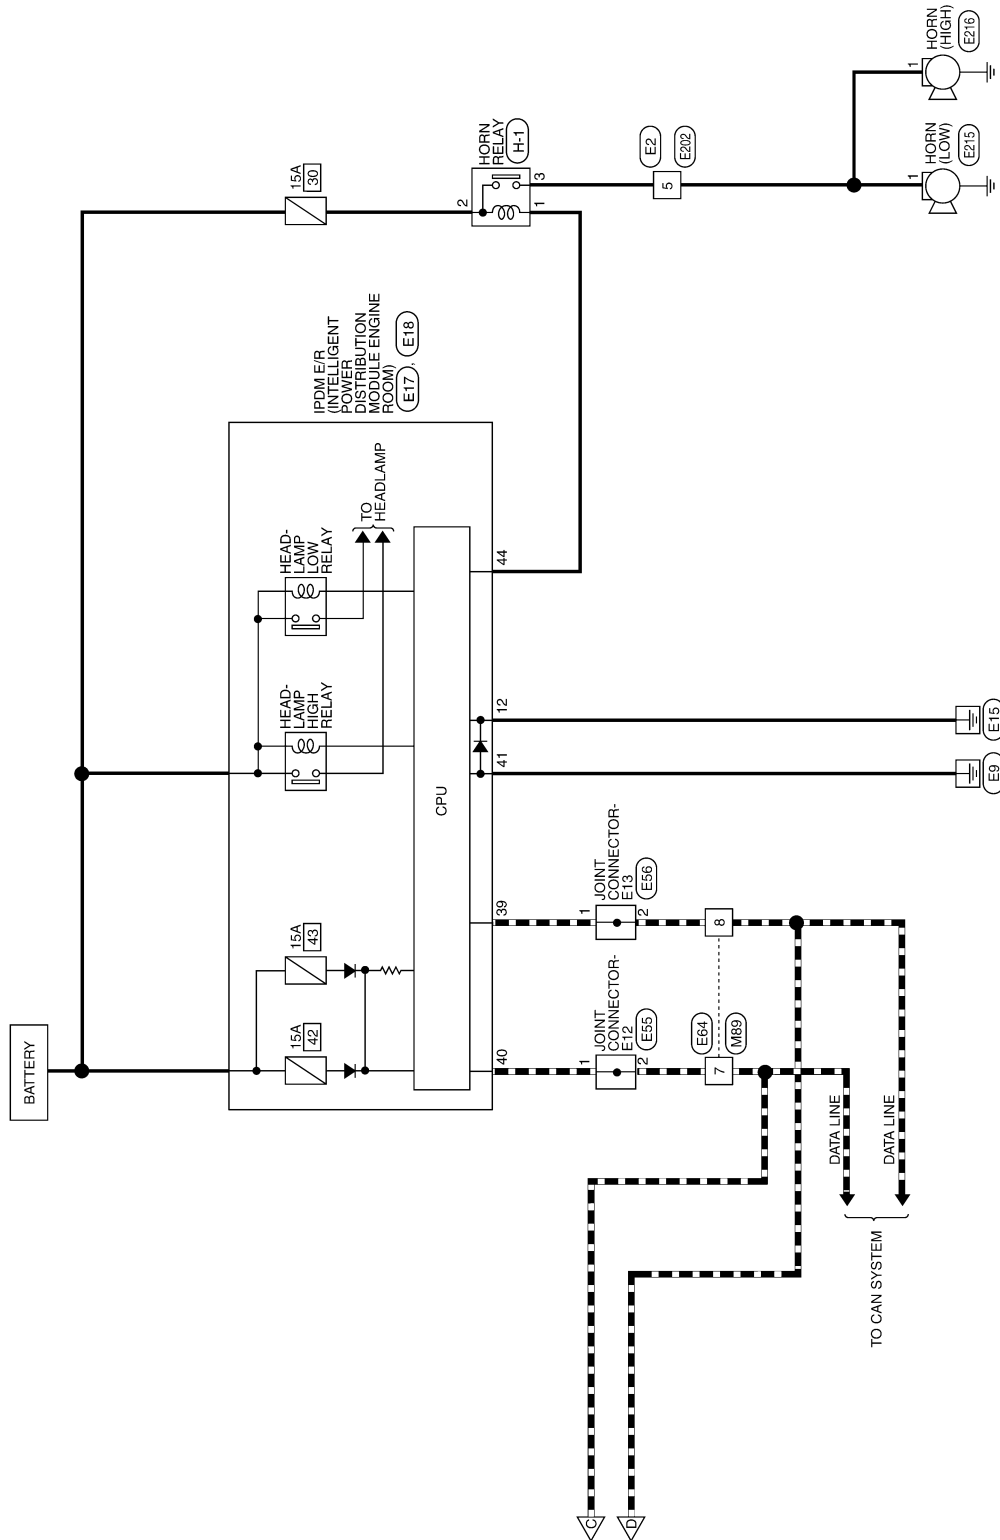 BATTERY
15A
42
15A
43
HEAD-
LAMP
HIGH
RELAY
HEAD-
LAMP
LOW
RELAY
TO
HEADLAMP
IPDM E/R
(INTELLIGENT
POWER
DISTRIBUTION
MODULE ENGINE
ROOM)
E17 , E18
15A
30
HORN
RELAY
H-1
2
1
3
CPU
40
39
41
12
44
JOINT
CONNECTOR-
E12
E55
1
2
JOINT
CONNECTOR-
E13
E56
1
2
E64
M89
7
8
E2
E202
5
HORN
(LOW)
E215
1
HORN
(HIGH)
E216
1
E9
E15
DATA LINE
DATA LINE
TO CAN SYSTEM
C
D